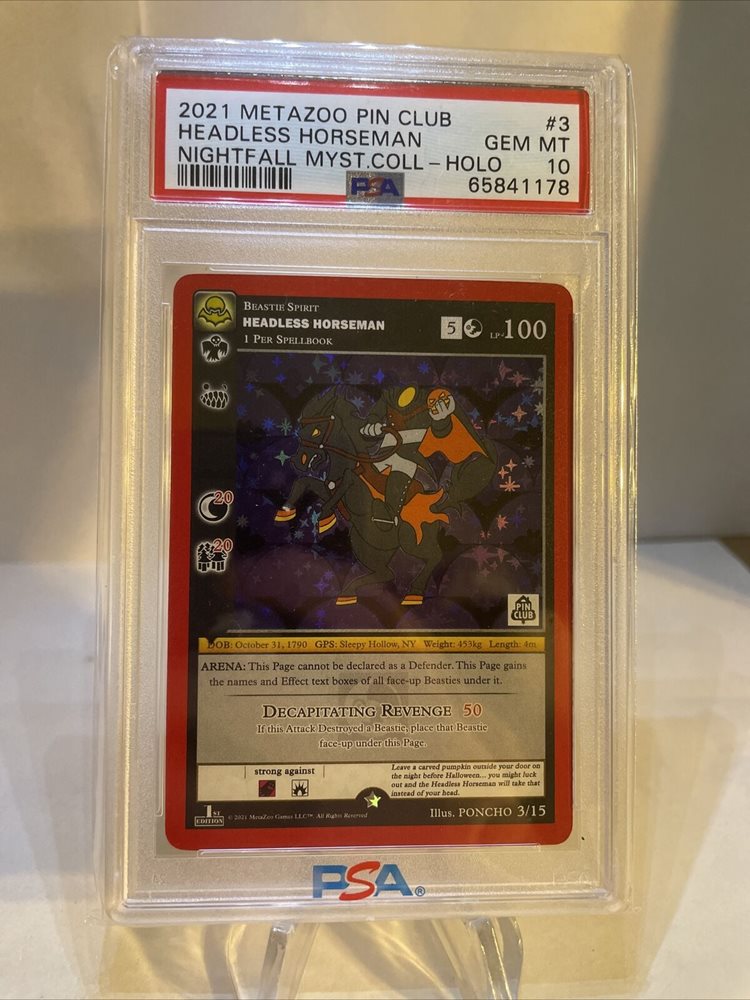 2021 METAZOO PIN CLUB #3
HEADLESS HORSEMAN GEM MT
NIGHTFALL MYST.COLL-HOLO 10
PSA 65841178
BEASTIE SPIRIT
HEADLESS HORSEMAN
1 PER SPELLBOOK
5 LP-100
20
20
PIN
CLUB
DOB: October 31, 1790 GPS: Sleepy Hollow, NY Weight: 453kg Length: 4m
ARENA: This Page cannot be declared as a Defender. This Page gains
the names and Effect text boxes of all face-up Beasties under it.
DECAPITATING REVENGE 50
If this Attack Destroyed a Beastie, place that Beastie
face-up under this Page.
strong against
Leave a carved pumpkin outside your door on
the night before Halloween... you might luck
out and the Headless Horseman will take that
instead of your head.
1ST
EDITION
© 2021 MetaZoo Games LLC™. All Rights Reserved
Illus. PONCHO 3/15
PSA®